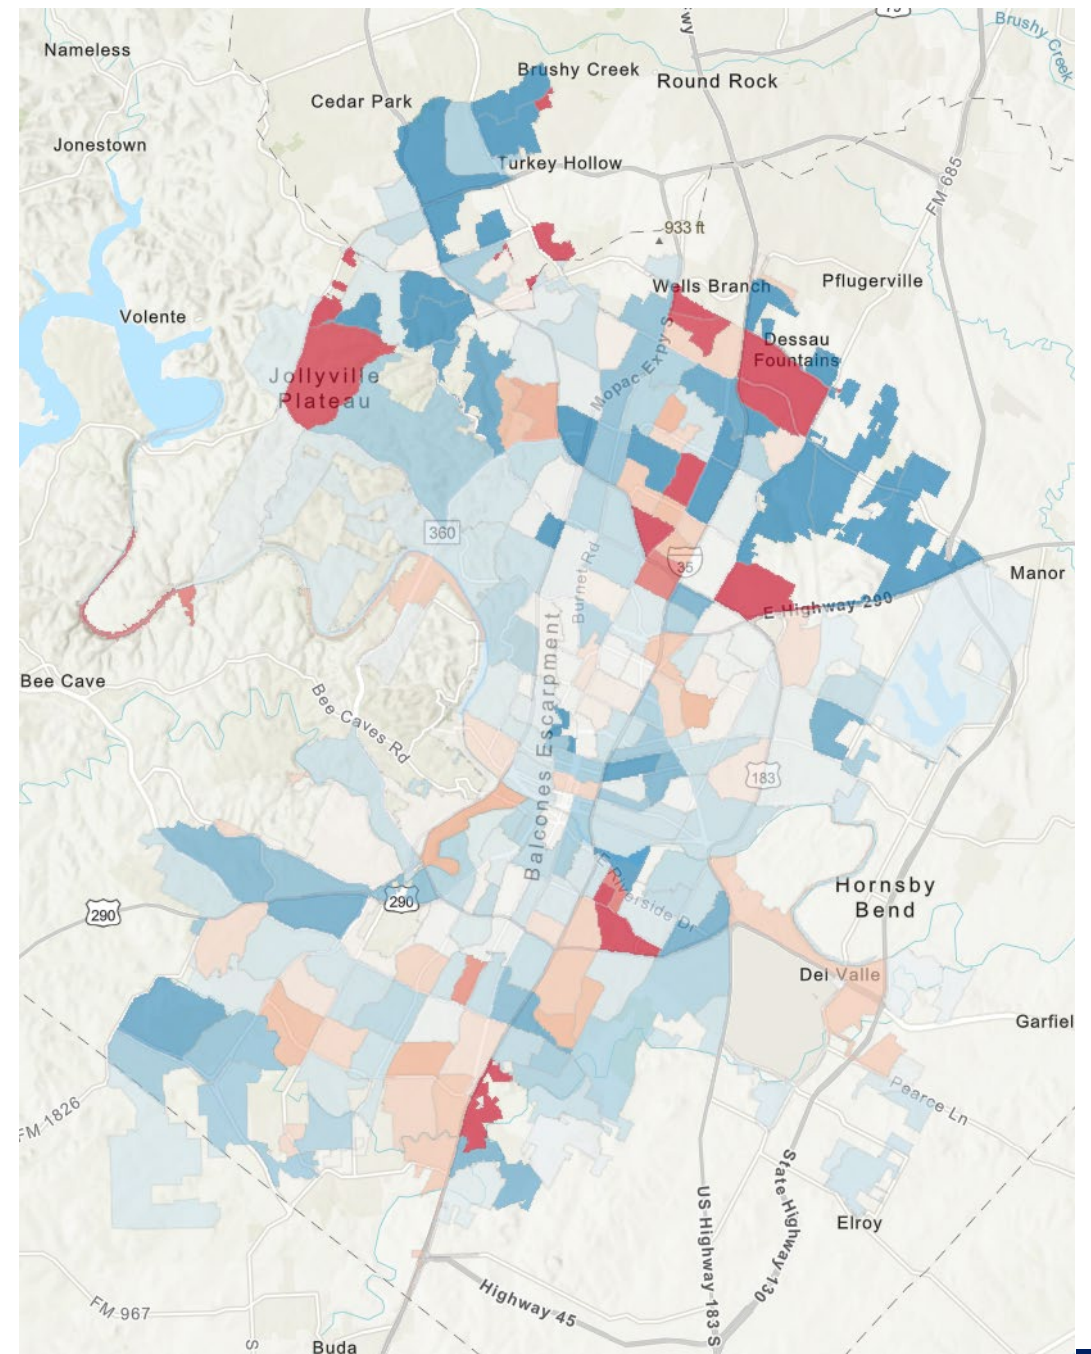 Nameless
Brushy Creek
Round Rock
Brushy
Creek
Cedar Park
Jonestown
Turkey Hollow
FM 685
933 ft
Wells Branch
Pflugerville
Volente
Mopac Expy S
Dessau
Fountains
Jollyville
Plateau
360
Burnet Rd
35
Manor
E Highway 290
Bee Cave
Bee Caves Rd
Balcones Escarpment
183
E Riverside Dr
Hornsby
Bend
290
290
Del Valle
Garfiel
Pearce Ln
FM 1826
State Highway 130
US Highway 183 S
Elroy
Highway 45
FM 967
S
Buda